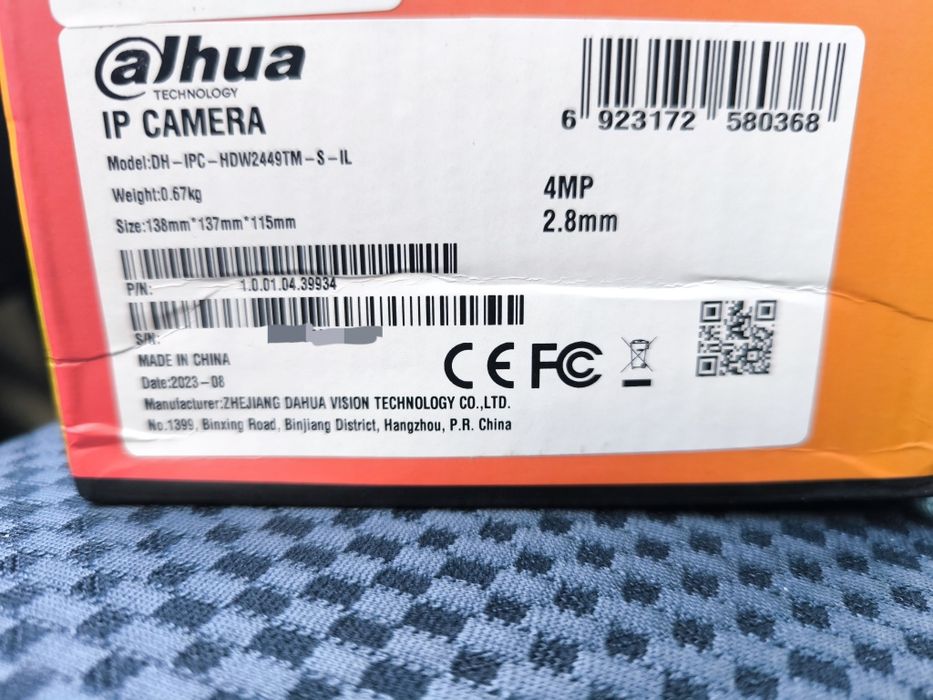 alhua
TECHNOLOGY
IP CAMERA
Model:DH-IPC-HDW2449TM-S-IL
Weight:0.67kg
Size:138mm*137mm*115mm
6 923172 580368
4MP
2.8mm
P/N: 1.0.01.04.39934
S/N:
MADE IN CHINA
Date:2023-08
Manufacturer:ZHEJIANG DAHUA VISION TECHNOLOGY CO.,LTD.
No.1399, Binxing Road, Binjiang District, Hangzhou, P.R. China
CE FC